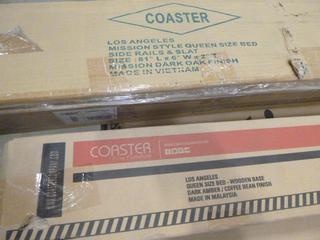 COASTER
LOS ANGELES
MISSION STYLE QUEEN SIZE BED
SIDE RAILS & SLAT
MISSION DARK OAK FINISH
MADE IN VIETNAM
COASTER
LOS ANGELES
QUEEN SIZE BED - WOODEN BASE
DARK AMBER / COFFEE BEAN FINISH
MADE IN MALAYSIA